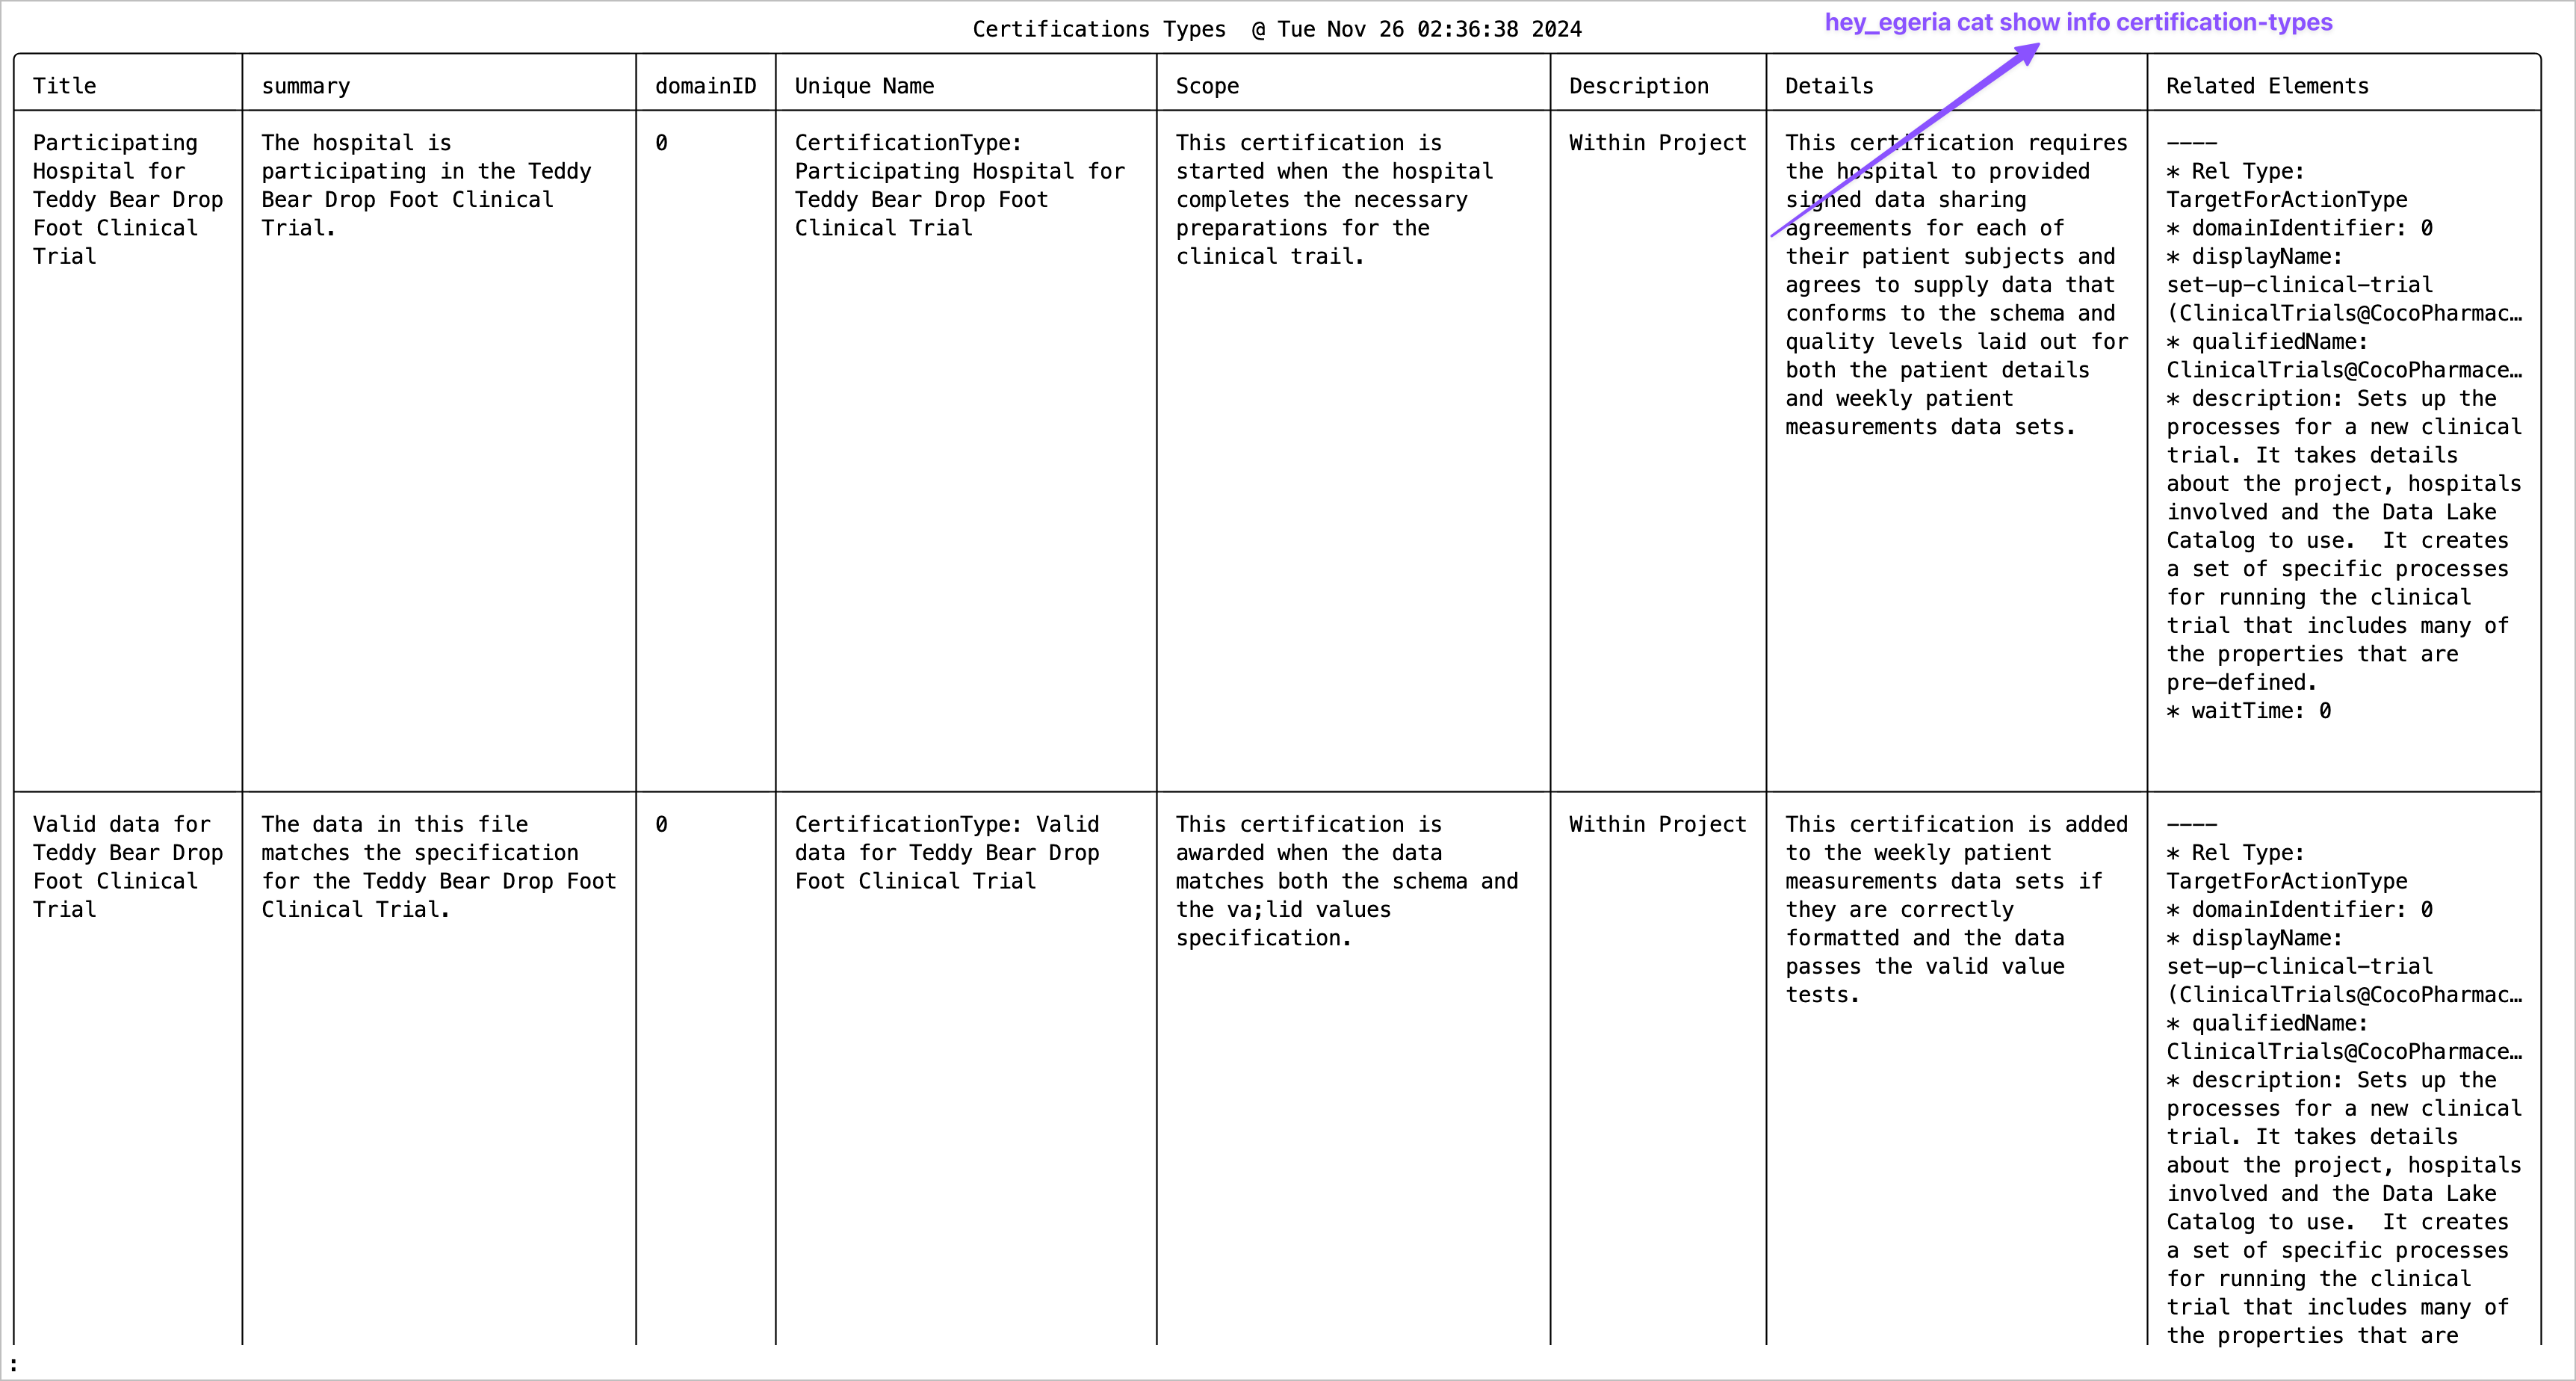 Certifications Types  @ Tue Nov 26 02:36:38 2024
hey_egeria cat show info certification-types
Title
summary
domainID
Unique Name
Scope
Description
Details
Related Elements
Participating
Hospital for
Teddy Bear Drop
Foot Clinical
Trial
The hospital is
participating in the Teddy
Bear Drop Foot Clinical
Trial.
0
CertificationType:
Participating Hospital for
Teddy Bear Drop Foot
Clinical Trial
This certification is
started when the hospital
completes the necessary
preparations for the
clinical trail.
Within Project
This certification requires
the hospital to provided
signed data sharing
agreements for each of
their patient subjects and
agrees to supply data that
conforms to the schema and
quality levels laid out for
both the patient details
and weekly patient
measurements data sets.
----
* Rel Type:
TargetForActionType
* domainIdentifier: 0
* displayName:
set-up-clinical-trial
(ClinicalTrials@CocoPharmac…
* qualifiedName:
ClinicalTrials@CocoPharmace…
* description: Sets up the
processes for a new clinical
trial. It takes details
about the project, hospitals
involved and the Data Lake
Catalog to use.  It creates
a set of specific processes
for running the clinical
trial that includes many of
the properties that are
pre-defined.
* waitTime: 0
Valid data for
Teddy Bear Drop
Foot Clinical
Trial
The data in this file
matches the specification
for the Teddy Bear Drop Foot
Clinical Trial.
0
CertificationType: Valid
data for Teddy Bear Drop
Foot Clinical Trial
This certification is
awarded when the data
matches both the schema and
the va;lid values
specification.
Within Project
This certification is added
to the weekly patient
measurements data sets if
they are correctly
formatted and the data
passes the valid value
tests.
----
* Rel Type:
TargetForActionType
* domainIdentifier: 0
* displayName:
set-up-clinical-trial
(ClinicalTrials@CocoPharmac…
* qualifiedName:
ClinicalTrials@CocoPharmace…
* description: Sets up the
processes for a new clinical
trial. It takes details
about the project, hospitals
involved and the Data Lake
Catalog to use.  It creates
a set of specific processes
for running the clinical
trial that includes many of
the properties that are
: